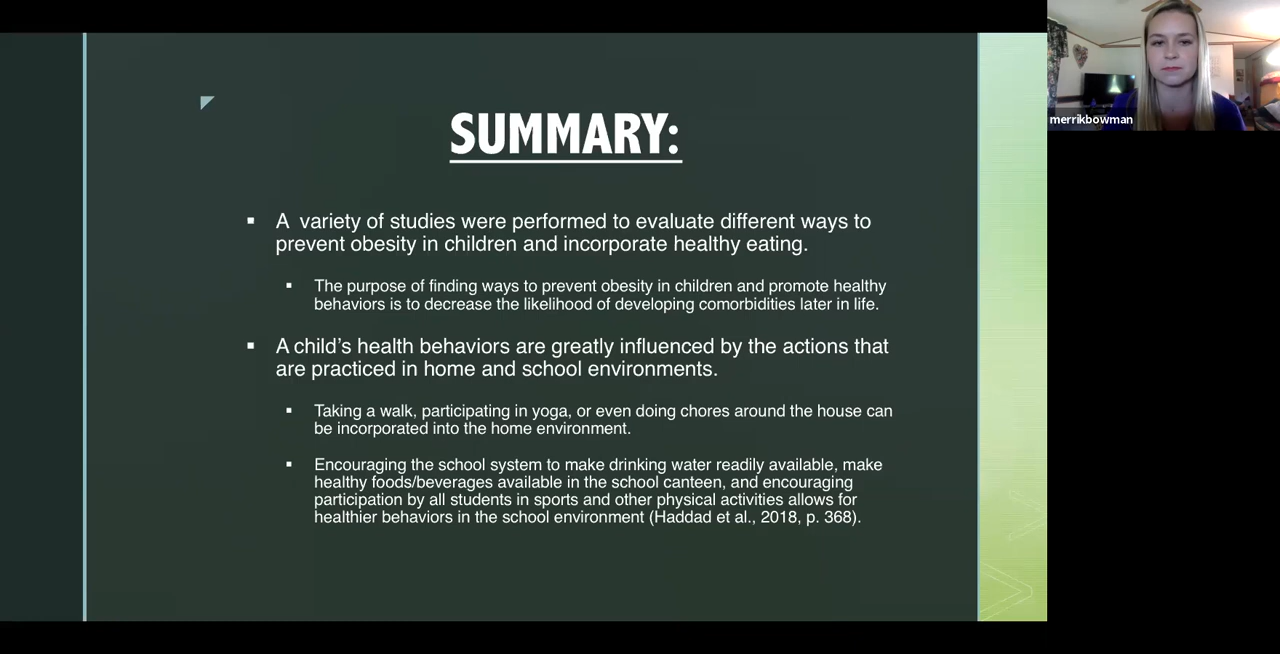 SUMMARY:
▪ A  variety of studies were performed to evaluate different ways to
prevent obesity in children and incorporate healthy eating.
▪ The purpose of finding ways to prevent obesity in children and promote healthy
behaviors is to decrease the likelihood of developing comorbidities later in life.
▪ A child’s health behaviors are greatly influenced by the actions that
are practiced in home and school environments.
▪ Taking a walk, participating in yoga, or even doing chores around the house can
be incorporated into the home environment.
▪ Encouraging the school system to make drinking water readily available, make
healthy foods/beverages available in the school canteen, and encouraging
participation by all students in sports and other physical activities allows for
healthier behaviors in the school environment (Haddad et al., 2018, p. 368).
merrikbowman